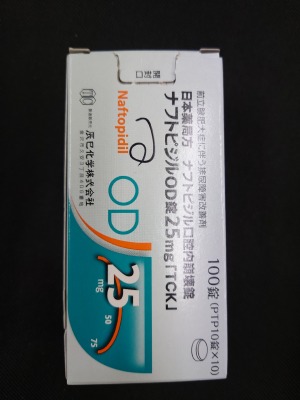 開封口
前立腺肥大症に伴う排尿障害改善剤
日本薬局方 ナフトピジル口腔内崩壊錠
ナフトピジルOD錠25mg「TCK」
100錠(PTP10錠×10)
Naftopidil
OD
25
mg
50
75
辰巳化学株式会社